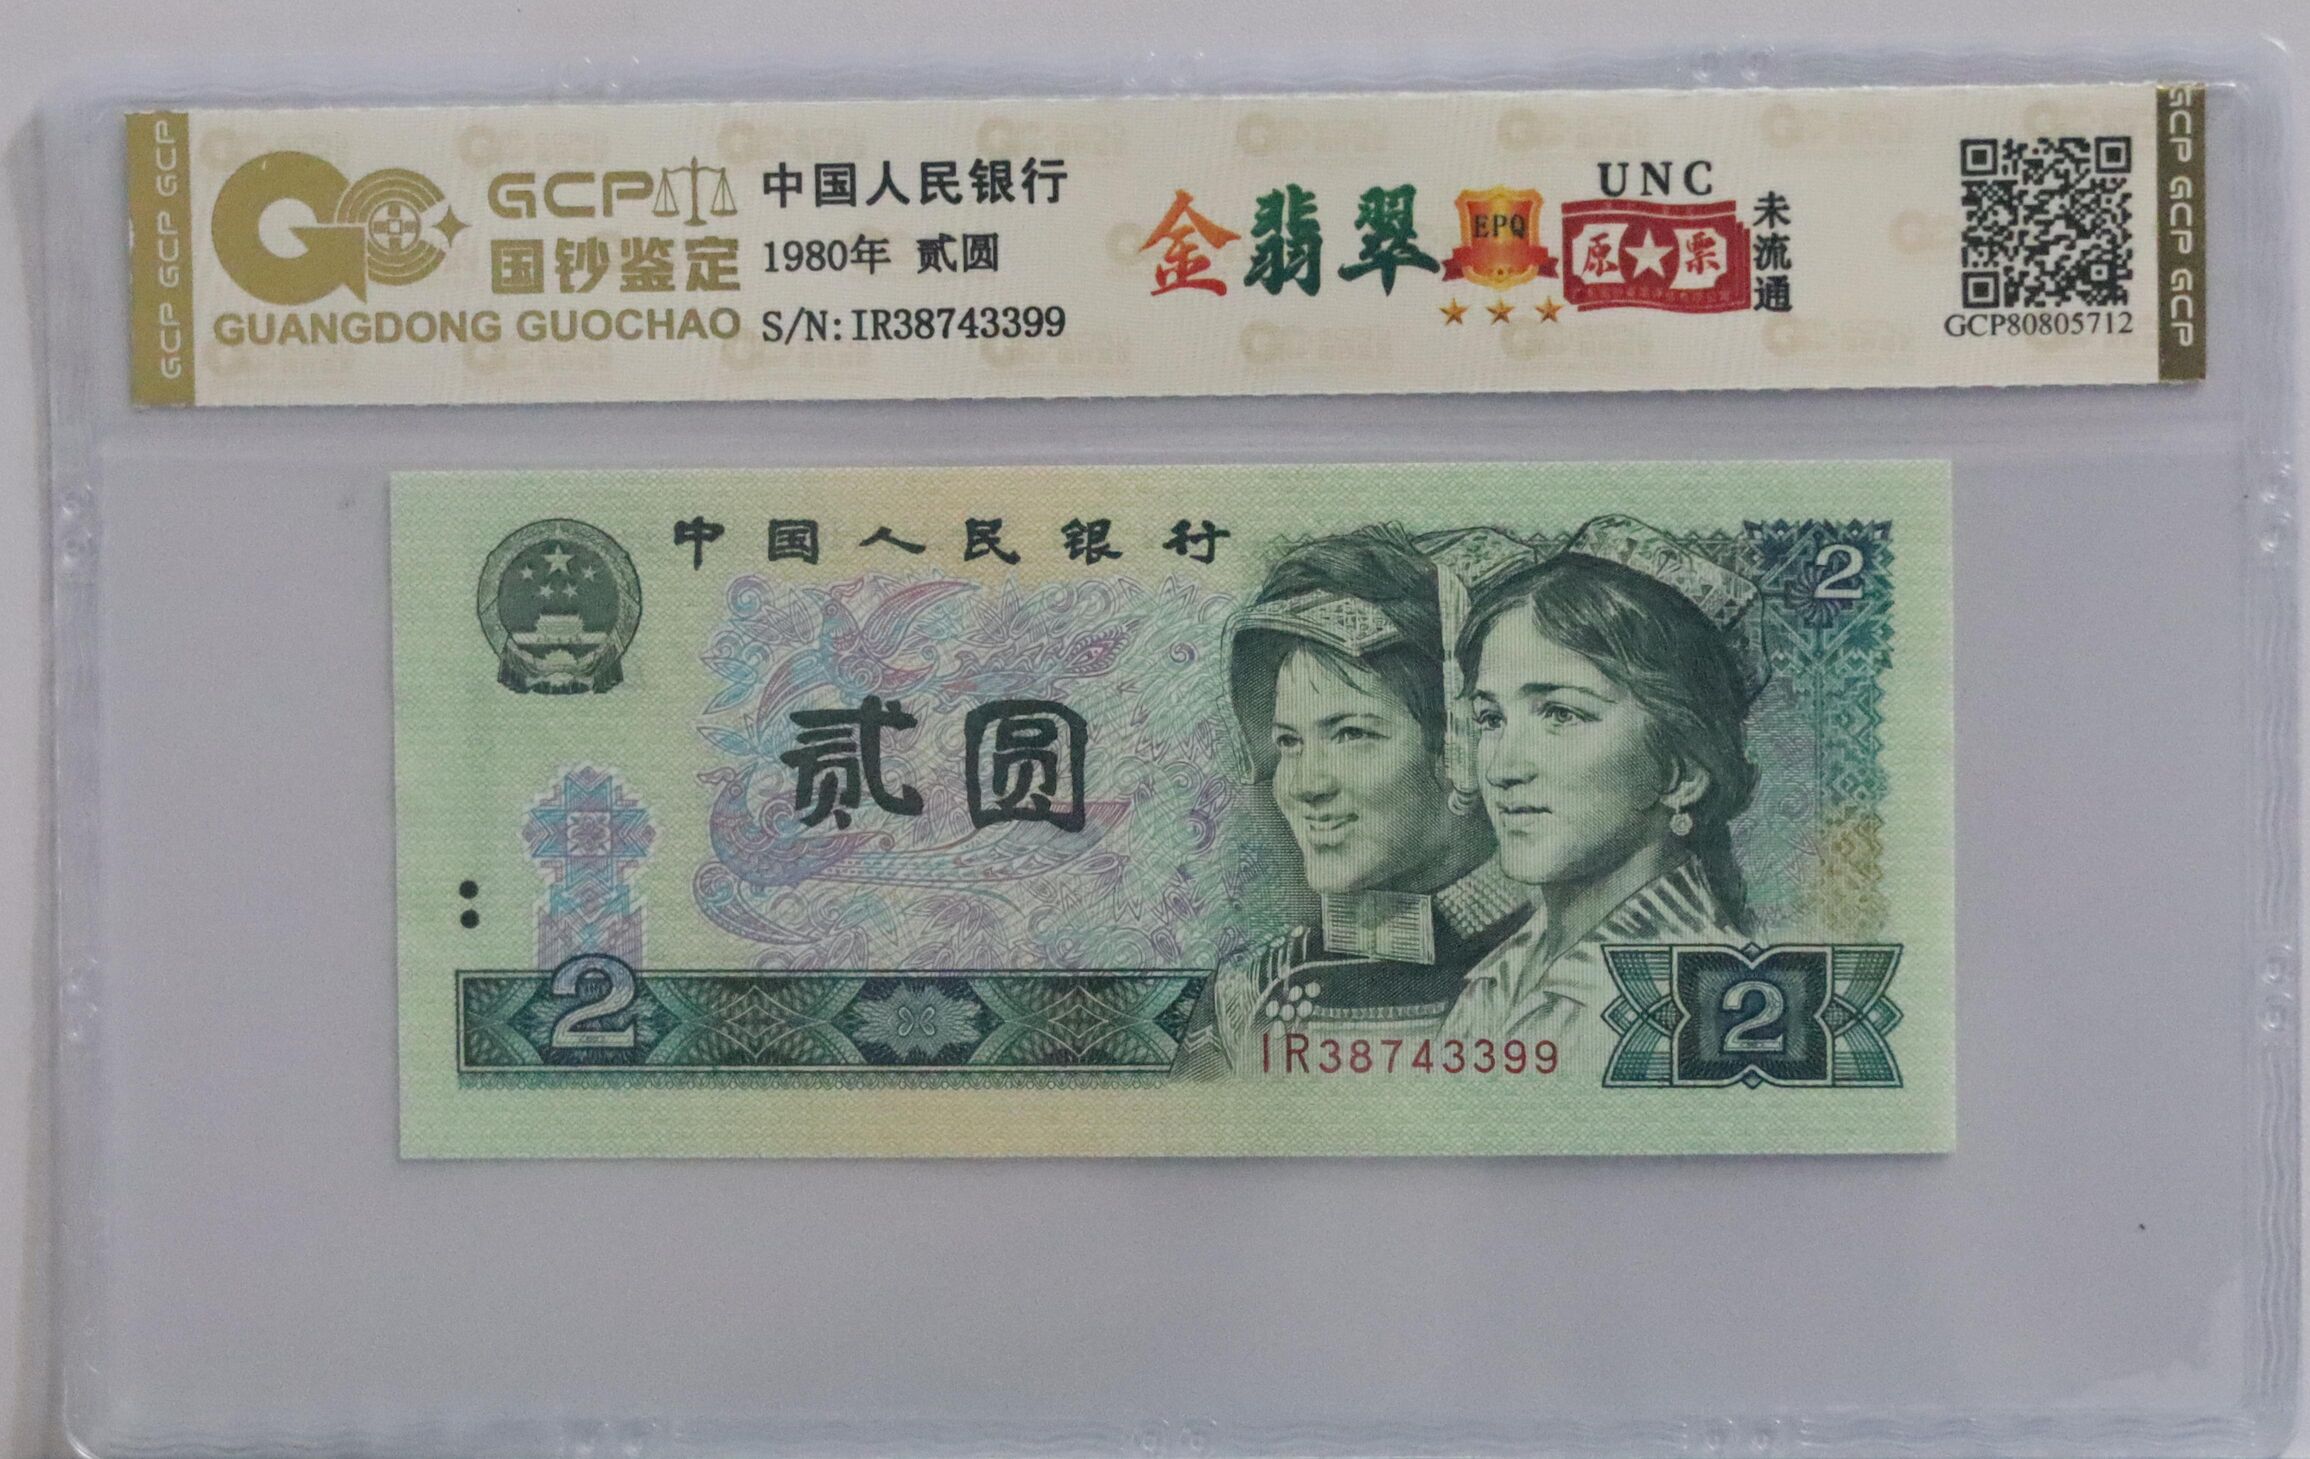 GCP GCP GCP
GCP
国钞鉴定
GUANGDONG GUOCHAO
中国人民银行
1980年 贰圆
S/N: IR38743399
金翡翠
EPQ
UNC
原票
未流通
GCP80805712
GCP GCP GCP
中国人民银行
2
贰圆
2
IR38743399
2